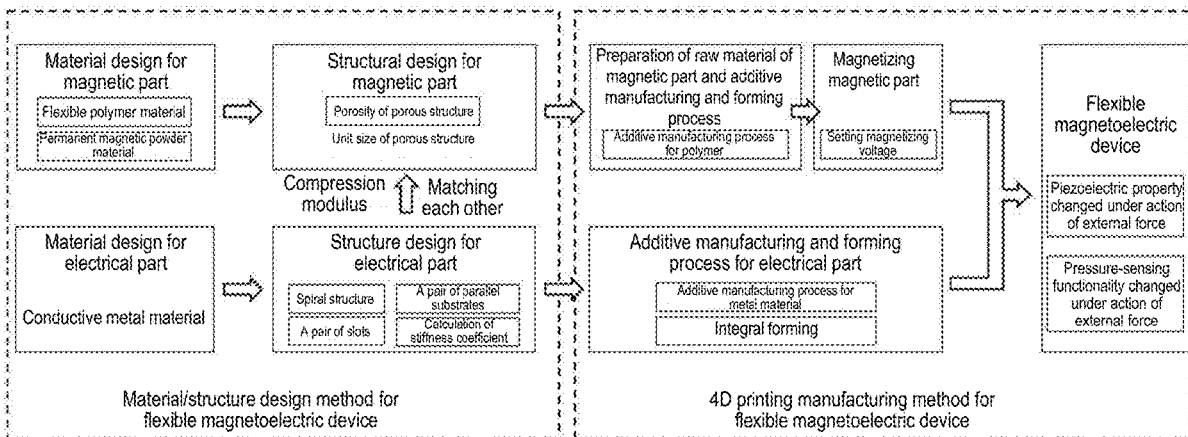 Material design for
magnetic part
Flexible polymer material
Permanent magnetic powder
material
Structural design for
magnetic part
Porosity of porous structure
Unit size of porous structure
Compression
modulus
Matching
each other
Material design for
electrical part
Conductive metal material
Structure design for
electrical part
Spiral structure
A pair of parallel
substrates
A pair of slots
Calculation of
stiffness coefficient
Material/structure design method for
flexible magnetoelectric device
Preparation of raw material of
magnetic part and additive
manufacturing and forming
process
Additive manufacturing process
for polymer
Magnetizing
magnetic part
Setting magnetizing
voltage
Additive manufacturing and forming
process for electrical part
Additive manufacturing process for
metal material
Integral forming
4D printing manufacturing method for
flexible magnetoelectric device
Flexible
magnetoelectric
device
Piezoelectric property
changed under action
of external force
Pressure-sensing
functionality changed
under action of
external force